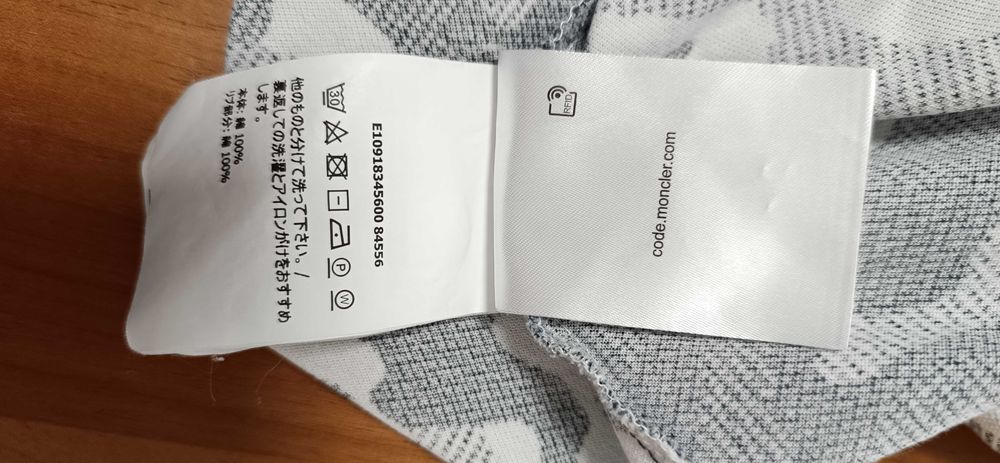 E10918345600 84556
30
P
W
他のものと分けて洗って下さい。/
裏返しての洗濯とアイロンがけをおすすめ
します。
本体: 綿 100%
リブ部分: 綿 100%
RFID
code.moncler.com